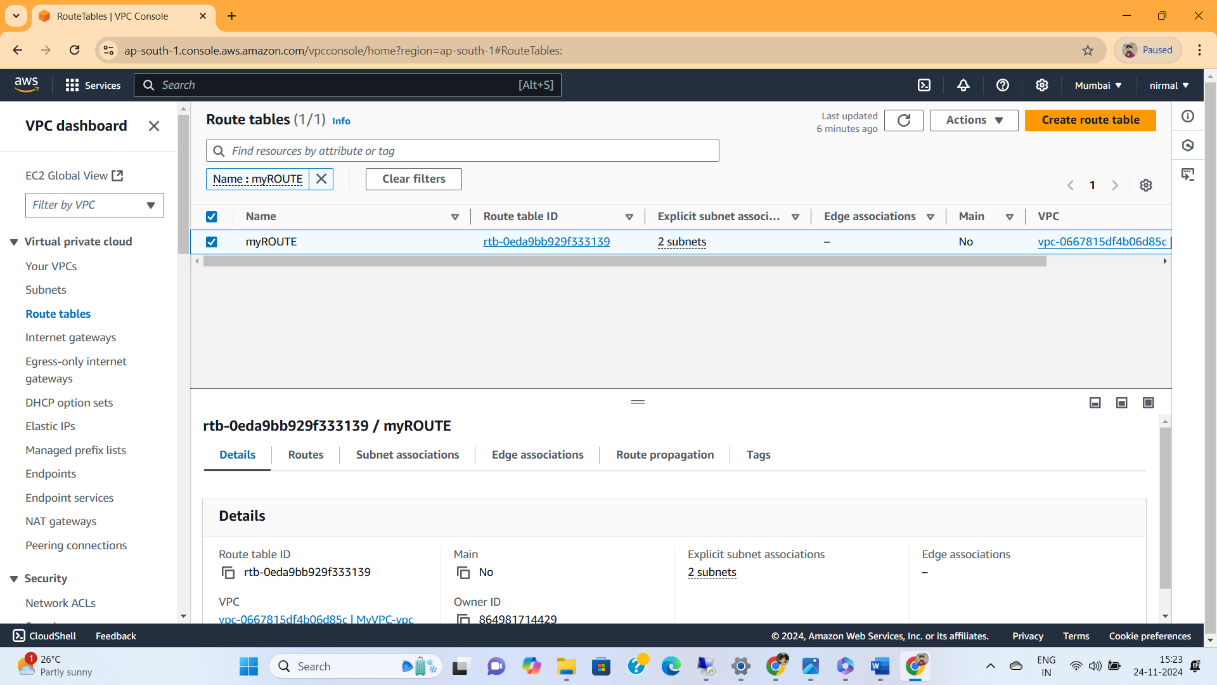 RouteTables | VPC Console
ap-south-1.console.aws.amazon.com/vpcconsole/home?region=ap-south-1#RouteTables:
Paused
aws
Services
Search
[Alt+S]
Mumbai
nirmal
VPC dashboard
EC2 Global View
Filter by VPC
Virtual private cloud
Your VPCs
Subnets
Route tables
Internet gateways
Egress-only internet
gateways
DHCP option sets
Elastic IPs
Managed prefix lists
Endpoints
Endpoint services
NAT gateways
Peering connections
Security
Network ACLs
Route tables (1/1) Info
Last updated
6 minutes ago
Actions
Create route table
Find resources by attribute or tag
Name : myROUTE
Clear filters
1
Name Route table ID Explicit subnet associ... Edge associations Main VPC
myROUTE rtb-0eda9bb929f333139 2 subnets – No vpc-0667815df4b06d85c |
rtb-0eda9bb929f333139 / myROUTE
Details Routes Subnet associations Edge associations Route propagation Tags
Details
Route table ID
rtb-0eda9bb929f333139
Main
No
Explicit subnet associations
2 subnets
Edge associations
–
VPC
vpc-0667815df4b06d85c | MyVPC-vpc
Owner ID
864981714429
CloudShell Feedback
© 2024, Amazon Web Services, Inc. or its affiliates. Privacy Terms Cookie preferences
1
26°C
Partly sunny
Search
ENG
IN
15:23
24-11-2024